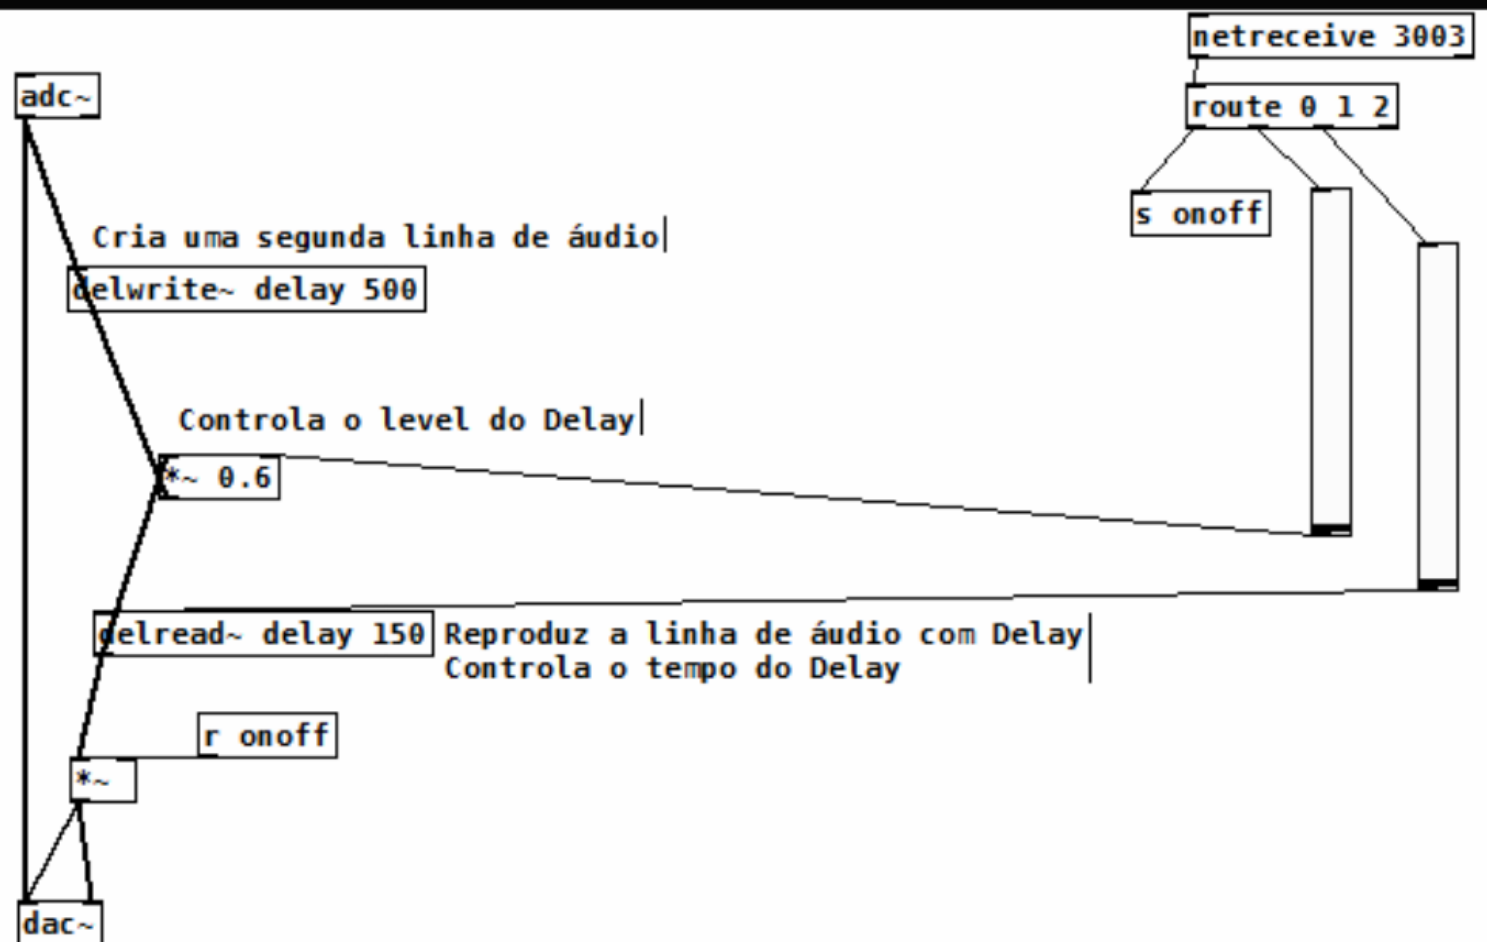 netreceive 3003
adc~
route 0 1 2
s onoff
Cria uma segunda linha de áudio
delwrite~ delay 500
Controla o level do Delay
*~ 0.6
delread~ delay 150
Reproduz a linha de áudio com Delay
Controla o tempo do Delay
r onoff
*~
dac~